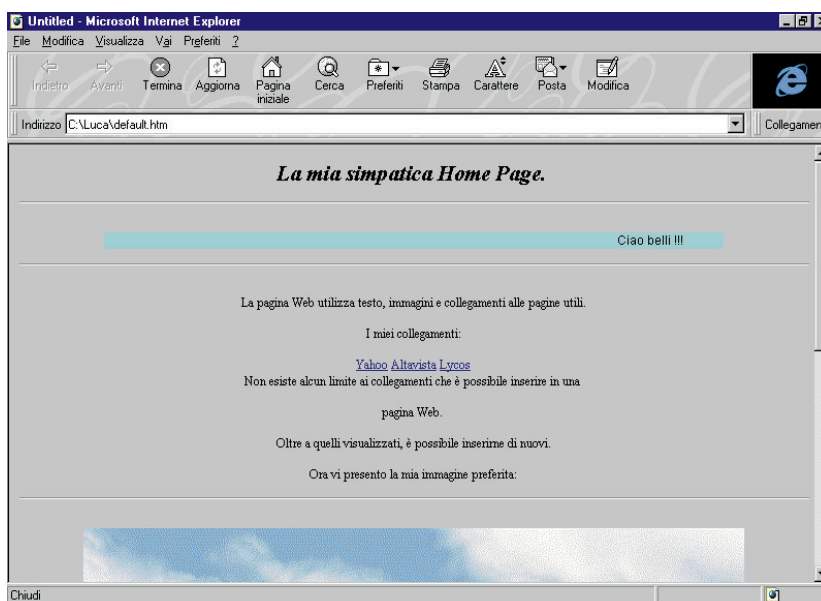 Untitled - Microsoft Internet Explorer
File Modifica Visualizza Vai Preferiti ?
Indietro Avanti Termina Aggiorna Pagina iniziale Cerca Preferiti Stampa Carattere Posta Modifica
Indirizzo C:\Luca\default.htm Collegamen
La mia simpatica Home Page.
Ciao belli !!!
La pagina Web utilizza testo, immagini e collegamenti alle pagine utili.
I miei collegamenti:
Yahoo Altavista Lycos
Non esiste alcun limite ai collegamenti che è possibile inserire in una
pagina Web.
Oltre a quelli visualizzati, è possibile inserirne di nuovi.
Ora vi presento la mia immagine preferita:
Chiudi